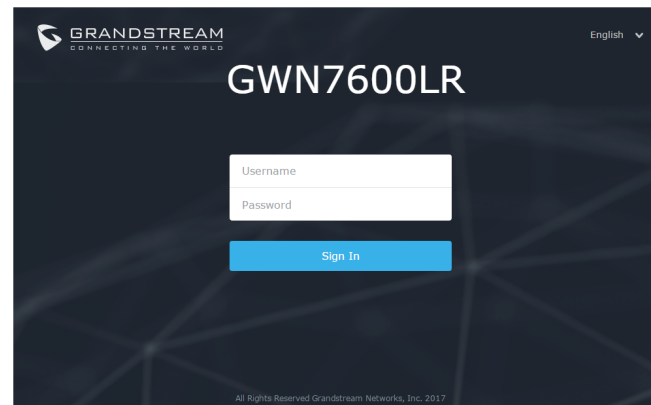 GRANDSTREAM
CONNECTING THE WORLD
English
GWN7600LR
Username
Password
Sign In
All Rights Reserved Grandstream Networks, Inc. 2017